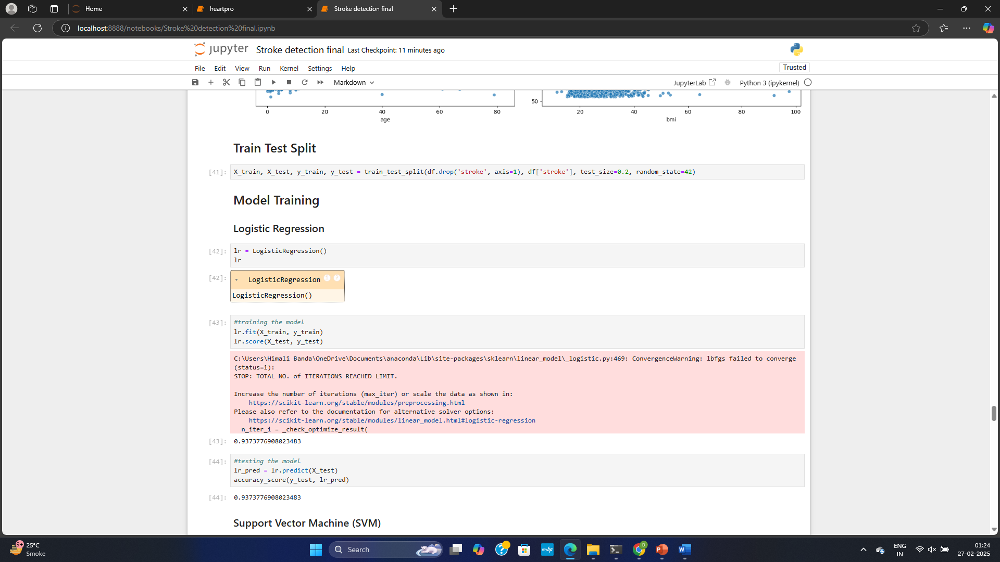 Home
heartpro
Stroke detection final
localhost:8888/notebooks/Stroke%20detection%20final.ipynb
jupyter Stroke detection final Last Checkpoint: 11 minutes ago
File Edit View Run Kernel Settings Help
Trusted
Markdown
JupyterLab
Python 3 (ipykernel)
50
0 20 40 60 80
20 40 60 80 100
age
bmi
Train Test Split
[41]: X_train, X_test, y_train, y_test = train_test_split(df.drop('stroke', axis=1), df['stroke'], test_size=0.2, random_state=42)
Model Training
Logistic Regression
[42]: lr = LogisticRegression()
lr
[42]: LogisticRegression i ?
LogisticRegression()
[43]: #training the model
lr.fit(X_train, y_train)
lr.score(X_test, y_test)
C:\Users\Himali Banda\OneDrive\Documents\anaconda\Lib\site-packages\sklearn\linear_model\_logistic.py:469: ConvergenceWarning: lbfgs failed to converge
(status=1):
STOP: TOTAL NO. of ITERATIONS REACHED LIMIT.
Increase the number of iterations (max_iter) or scale the data as shown in:
https://scikit-learn.org/stable/modules/preprocessing.html
Please also refer to the documentation for alternative solver options:
https://scikit-learn.org/stable/modules/linear_model.html#logistic-regression
n_iter_i = _check_optimize_result(
[43]: 0.9373776908023483
[44]: #testing the model
lr_pred = lr.predict(X_test)
accuracy_score(y_test, lr_pred)
[44]: 0.9373776908023483
Support Vector Machine (SVM)
9+
25°C
Smoke
Search
myhp
D
P
W
ENG
IN
01:24
27-02-2025